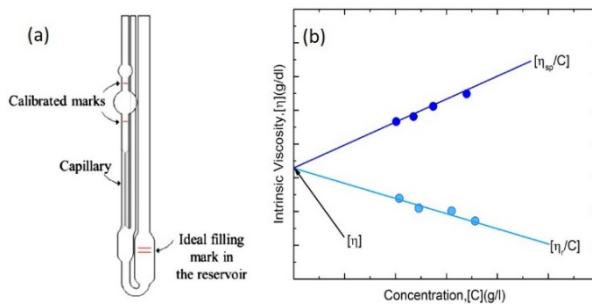 (a)
Calibrated marks
Capillary
Ideal filling
mark in
the reservoir
(b)
Intrinsic Viscosity,[η](g/dl)
[ηsp/C]
[η]
[ηr/C]
Concentration,[C](g/l)